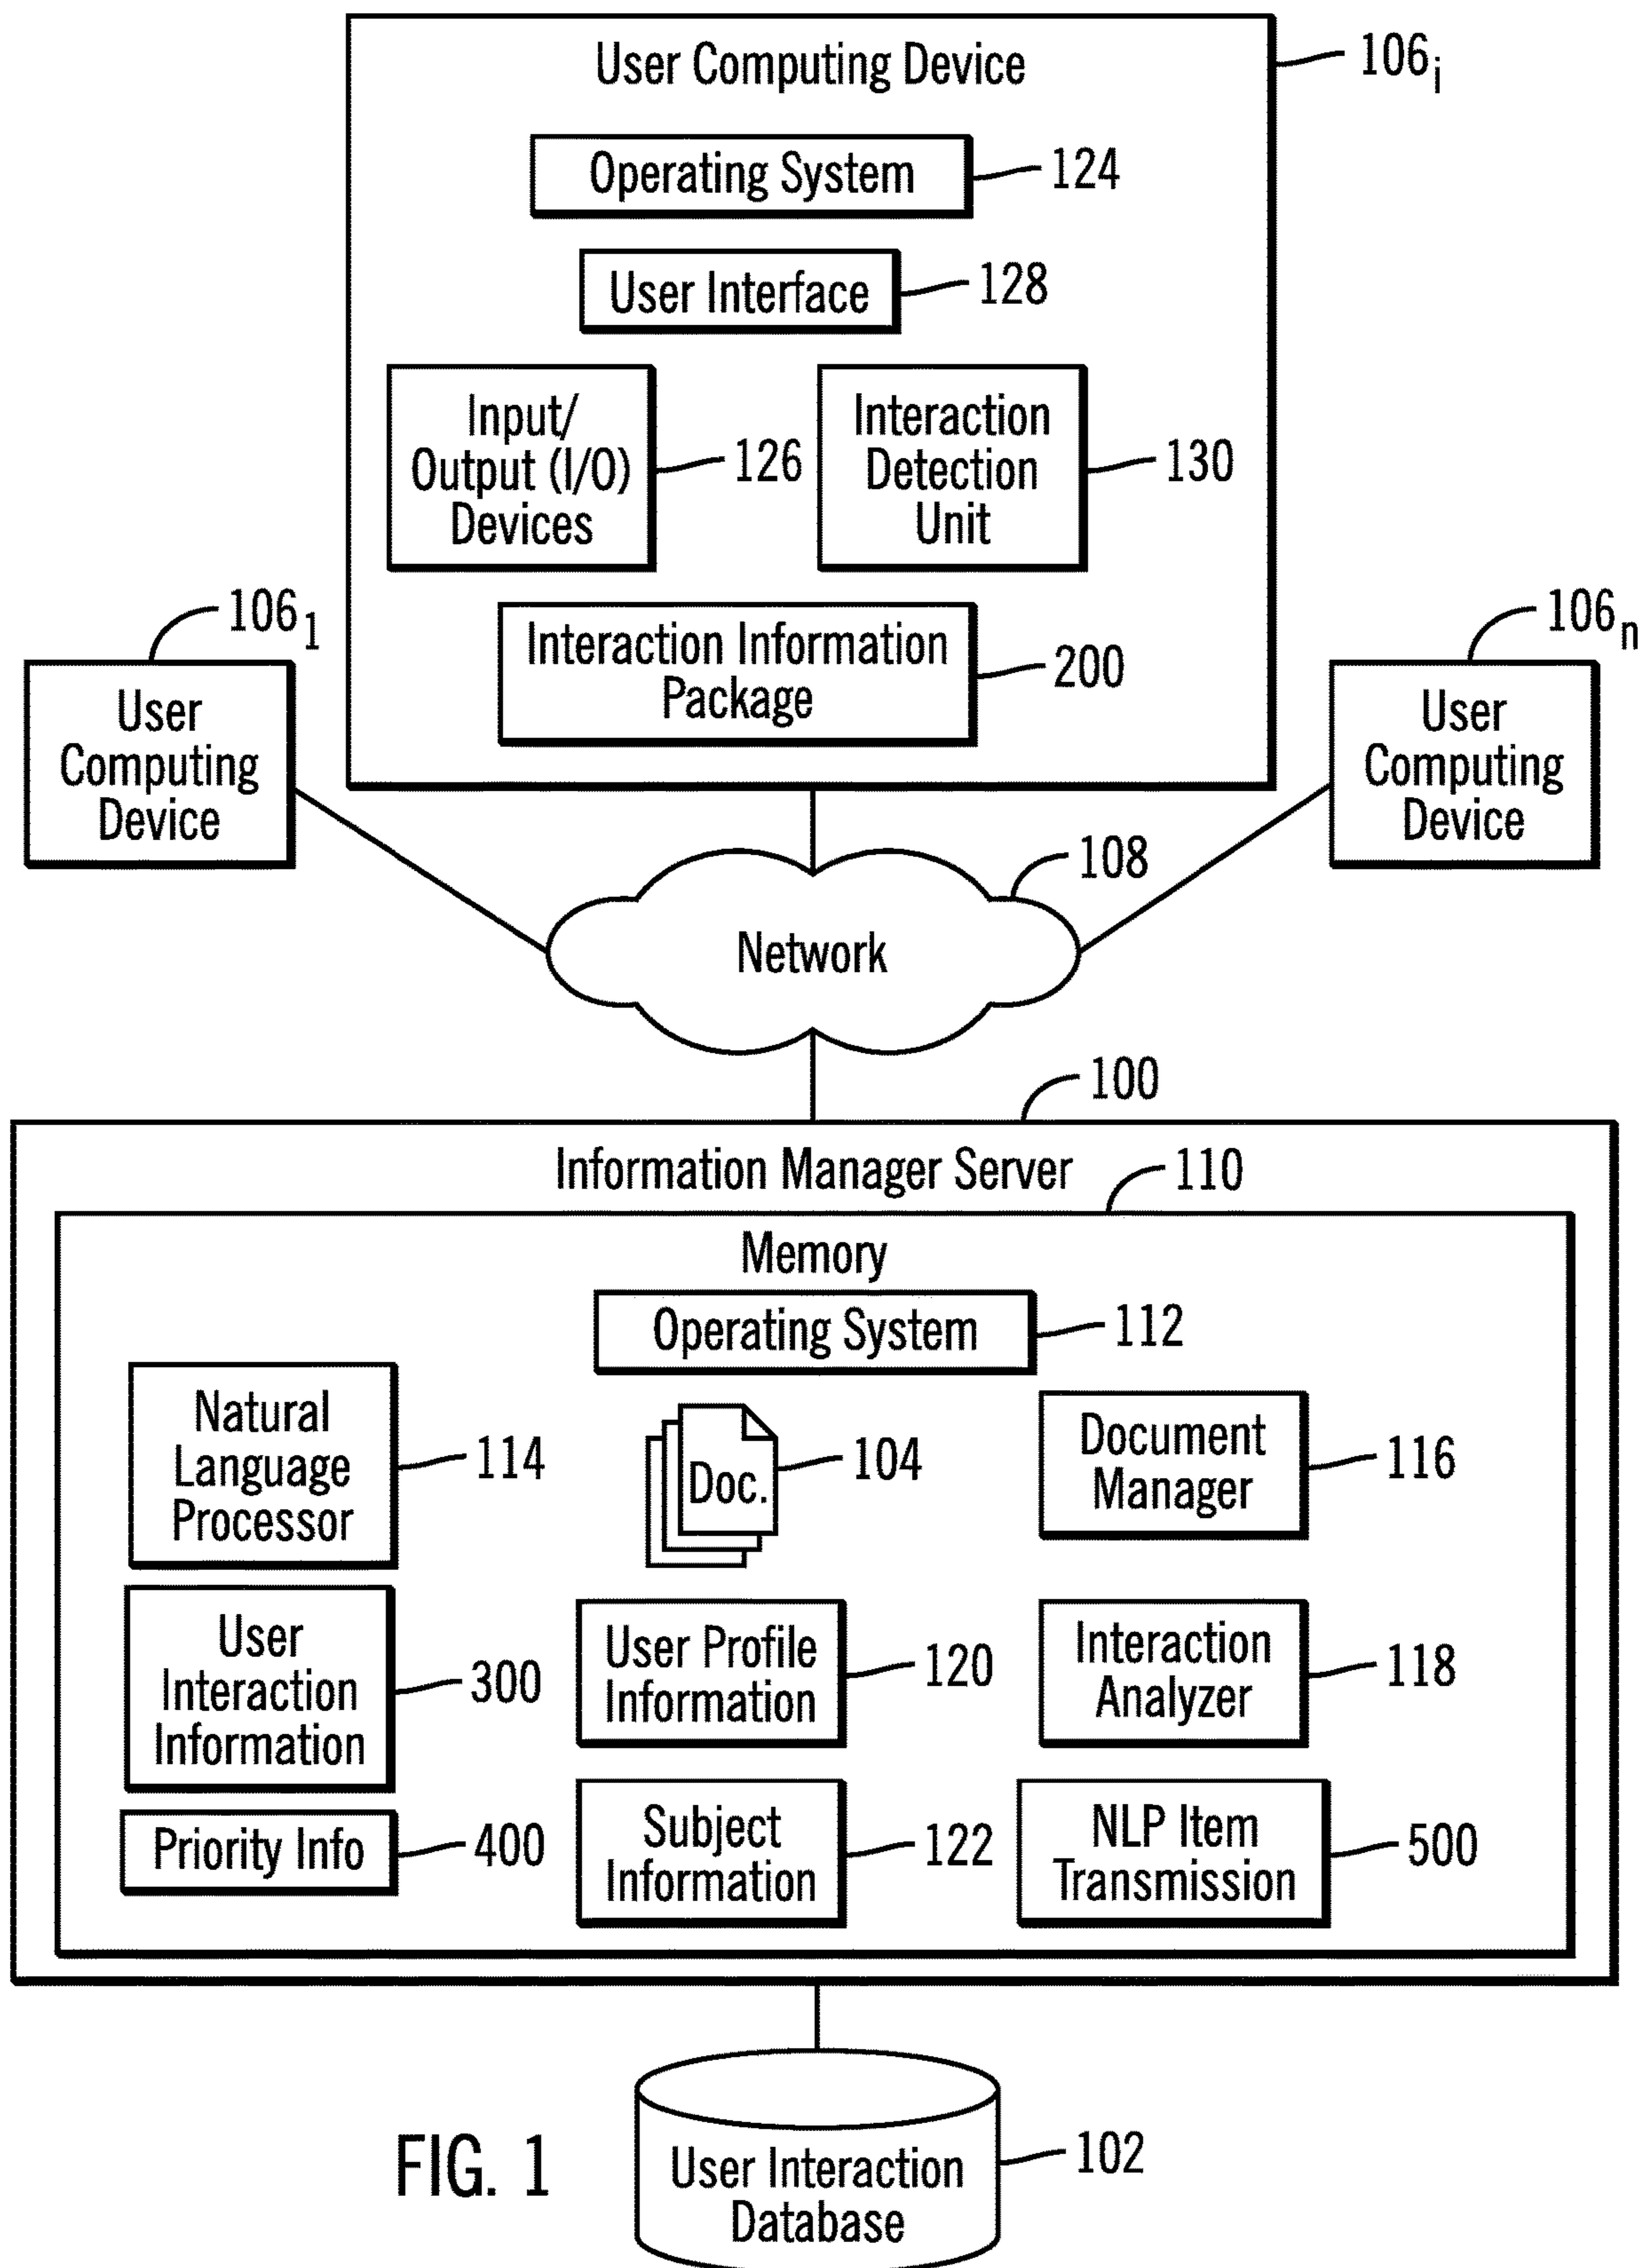 User Computing Device
106i
Operating System
124
User Interface
128
Input/
Output (I/O)
Devices
126
Interaction
Detection
Unit
130
Interaction Information
Package
200
1061
User
Computing
Device
106n
User
Computing
Device
108
Network
100
Information Manager Server
110
Memory
Operating System
112
Natural
Language
Processor
114
Doc.
104
Document
Manager
116
User
Interaction
Information
300
User Profile
Information
120
Interaction
Analyzer
118
Priority Info
400
Subject
Information
122
NLP Item
Transmission
500
FIG. 1
User Interaction
Database
102